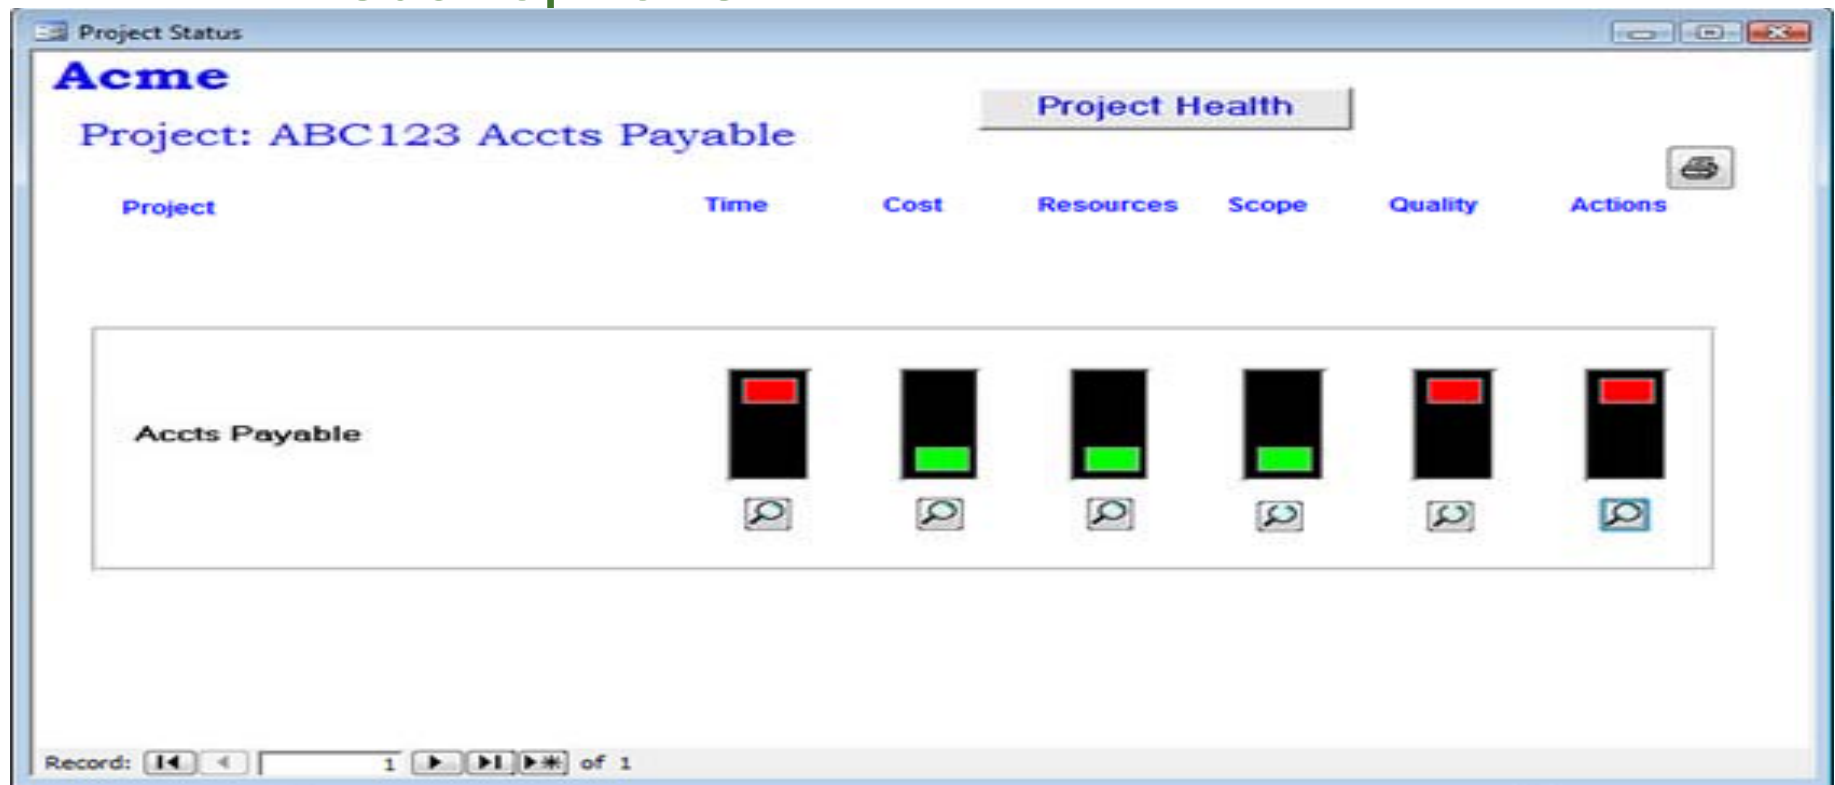 Project Status
Acme
Project Health
Project: ABC123 Accts Payable
Project Time Cost Resources Scope Quality Actions
Accts Payable
Record: 1 of 1